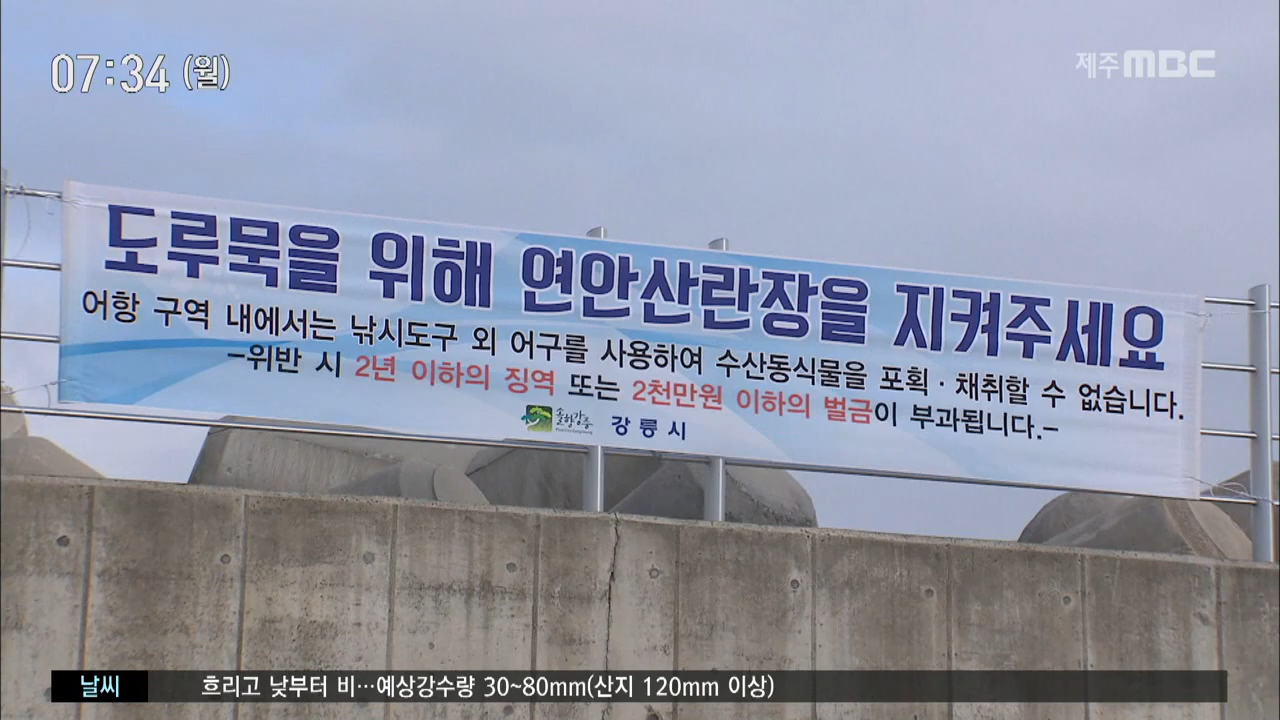 07:34 (월)
제주MBC
도루묵을 위해 연안산란장을 지켜주세요
어항 구역 내에서는 낚시도구 외 어구를 사용하여 수산동식물을 포획·채취할 수 없습니다.
-위반 시 2년 이하의 징역 또는 2천만원 이하의 벌금이 부과됩니다.-
솔향강릉 강릉시
날씨 흐리고 낮부터 비…예상강수량 30~80mm(산지 120mm 이상)